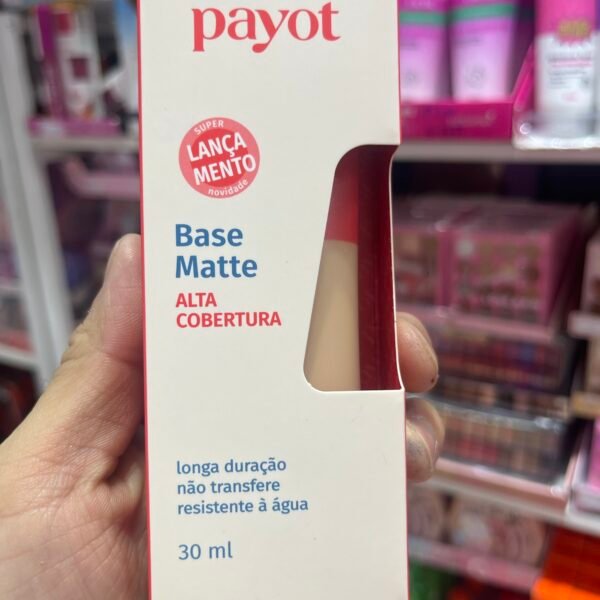 payot
SUPER
LANÇA
MENTO
novidade
Base
Matte
ALTA
COBERTURA
longa duração
não transfere
resistente à água
30 ml